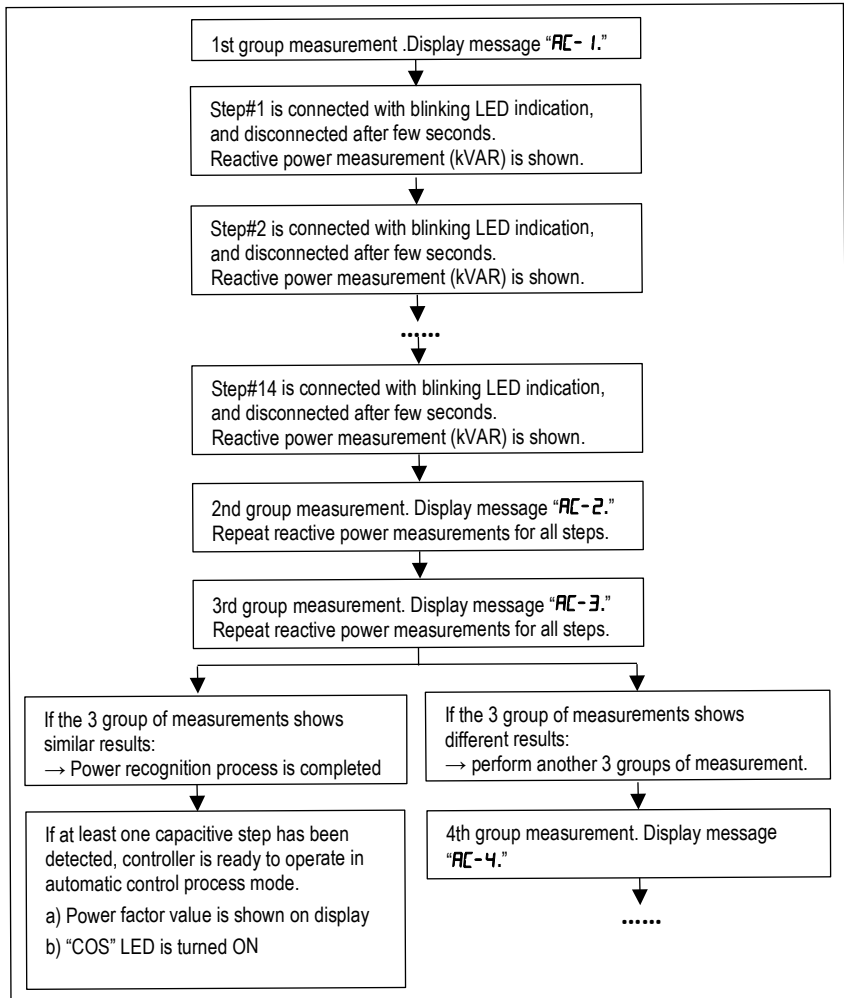 1st group measurement .Display message “AC- 1.”
Step#1 is connected with blinking LED indication,
and disconnected after few seconds.
Reactive power measurement (kVAR) is shown.
Step#2 is connected with blinking LED indication,
and disconnected after few seconds.
Reactive power measurement (kVAR) is shown.
......
Step#14 is connected with blinking LED indication,
and disconnected after few seconds.
Reactive power measurement (kVAR) is shown.
2nd group measurement. Display message “AC-2.”
Repeat reactive power measurements for all steps.
3rd group measurement. Display message “AC-3.”
Repeat reactive power measurements for all steps.
If the 3 group of measurements shows
similar results:
→ Power recognition process is completed
If the 3 group of measurements shows
different results:
→ perform another 3 groups of measurement.
If at least one capacitive step has been
detected, controller is ready to operate in
automatic control process mode.
a) Power factor value is shown on display
b) “COS” LED is turned ON
4th group measurement. Display message
“AC-4.”
......